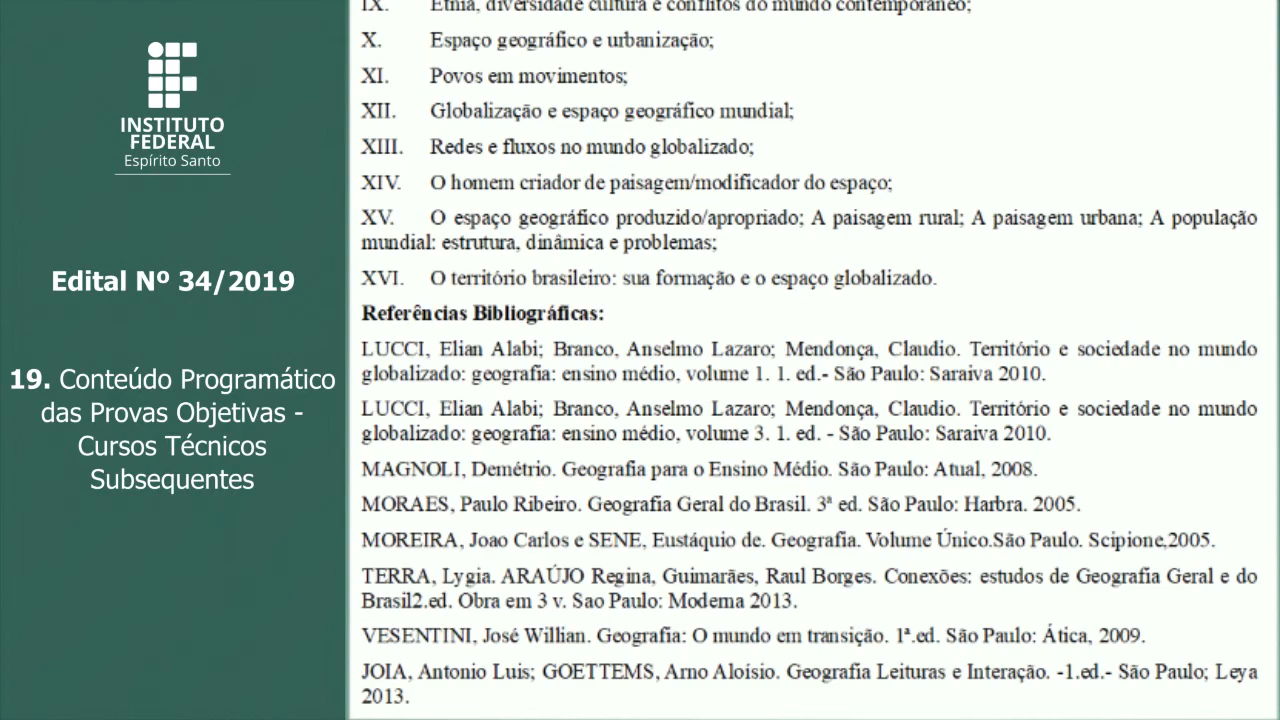 INSTITUTO
FEDERAL
Espírito Santo
Edital Nº 34/2019
19. Conteúdo Programático
das Provas Objetivas -
Cursos Técnicos
Subsequentes
IX. Etnia, diversidade cultura e conflitos do mundo contemporâneo;
X. Espaço geográfico e urbanização;
XI. Povos em movimentos;
XII. Globalização e espaço geográfico mundial;
XIII. Redes e fluxos no mundo globalizado;
XIV. O homem criador de paisagem/modificador do espaço;
XV. O espaço geográfico produzido/apropriado; A paisagem rural; A paisagem urbana; A população
mundial: estrutura, dinâmica e problemas;
XVI. O território brasileiro: sua formação e o espaço globalizado.
Referências Bibliográficas:
LUCCI, Elian Alabi; Branco, Anselmo Lazaro; Mendonça, Claudio. Território e sociedade no mundo
globalizado: geografia: ensino médio, volume 1. 1. ed.- São Paulo: Saraiva 2010.
LUCCI, Elian Alabi; Branco, Anselmo Lazaro; Mendonça, Claudio. Território e sociedade no mundo
globalizado: geografia: ensino médio, volume 3. 1. ed. - São Paulo: Saraiva 2010.
MAGNOLI, Demétrio. Geografia para o Ensino Médio. São Paulo: Atual, 2008.
MORAES, Paulo Ribeiro. Geografia Geral do Brasil. 3ª ed. São Paulo: Harbra. 2005.
MOREIRA, Joao Carlos e SENE, Eustáquio de. Geografia. Volume Único.São Paulo. Scipione,2005.
TERRA, Lygia. ARAÚJO Regina, Guimarães, Raul Borges. Conexões: estudos de Geografia Geral e do
Brasil2.ed. Obra em 3 v. Sao Paulo: Moderna 2013.
VESENTINI, José Willian. Geografia: O mundo em transição. 1ª.ed. São Paulo: Ática, 2009.
JOIA, Antonio Luis; GOETTEMS, Arno Aloísio. Geografia Leituras e Interação. -1.ed.- São Paulo; Leya
2013.